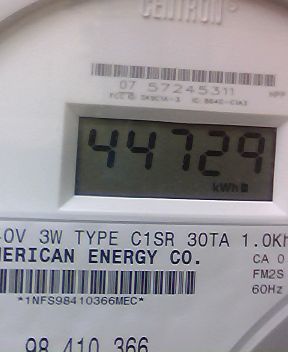 CENTRON
07 57245311
44729
kWh
3W TYPE C1SR 30TA 1.0Kh
ERICAN ENERGY CO.
CA 0
FM2S
60Hz
*1NFS98410366MEC*
98 410 366